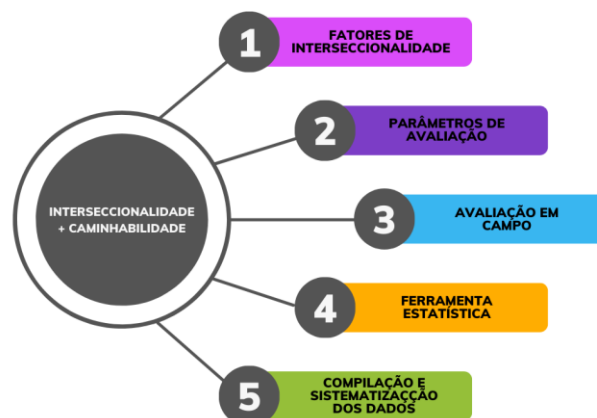 1
FATORES DE
INTERSECCIONALIDADE
2
PARÂMETROS DE
AVALIAÇÃO
INTERSECCIONALIDADE
+ CAMINHABILIDADE
3
AVALIAÇÃO EM
CAMPO
4
FERRAMENTA
ESTATÍSTICA
5
COMPILAÇÃO E
SISTEMATIZAÇÇÃO
DOS DADOS